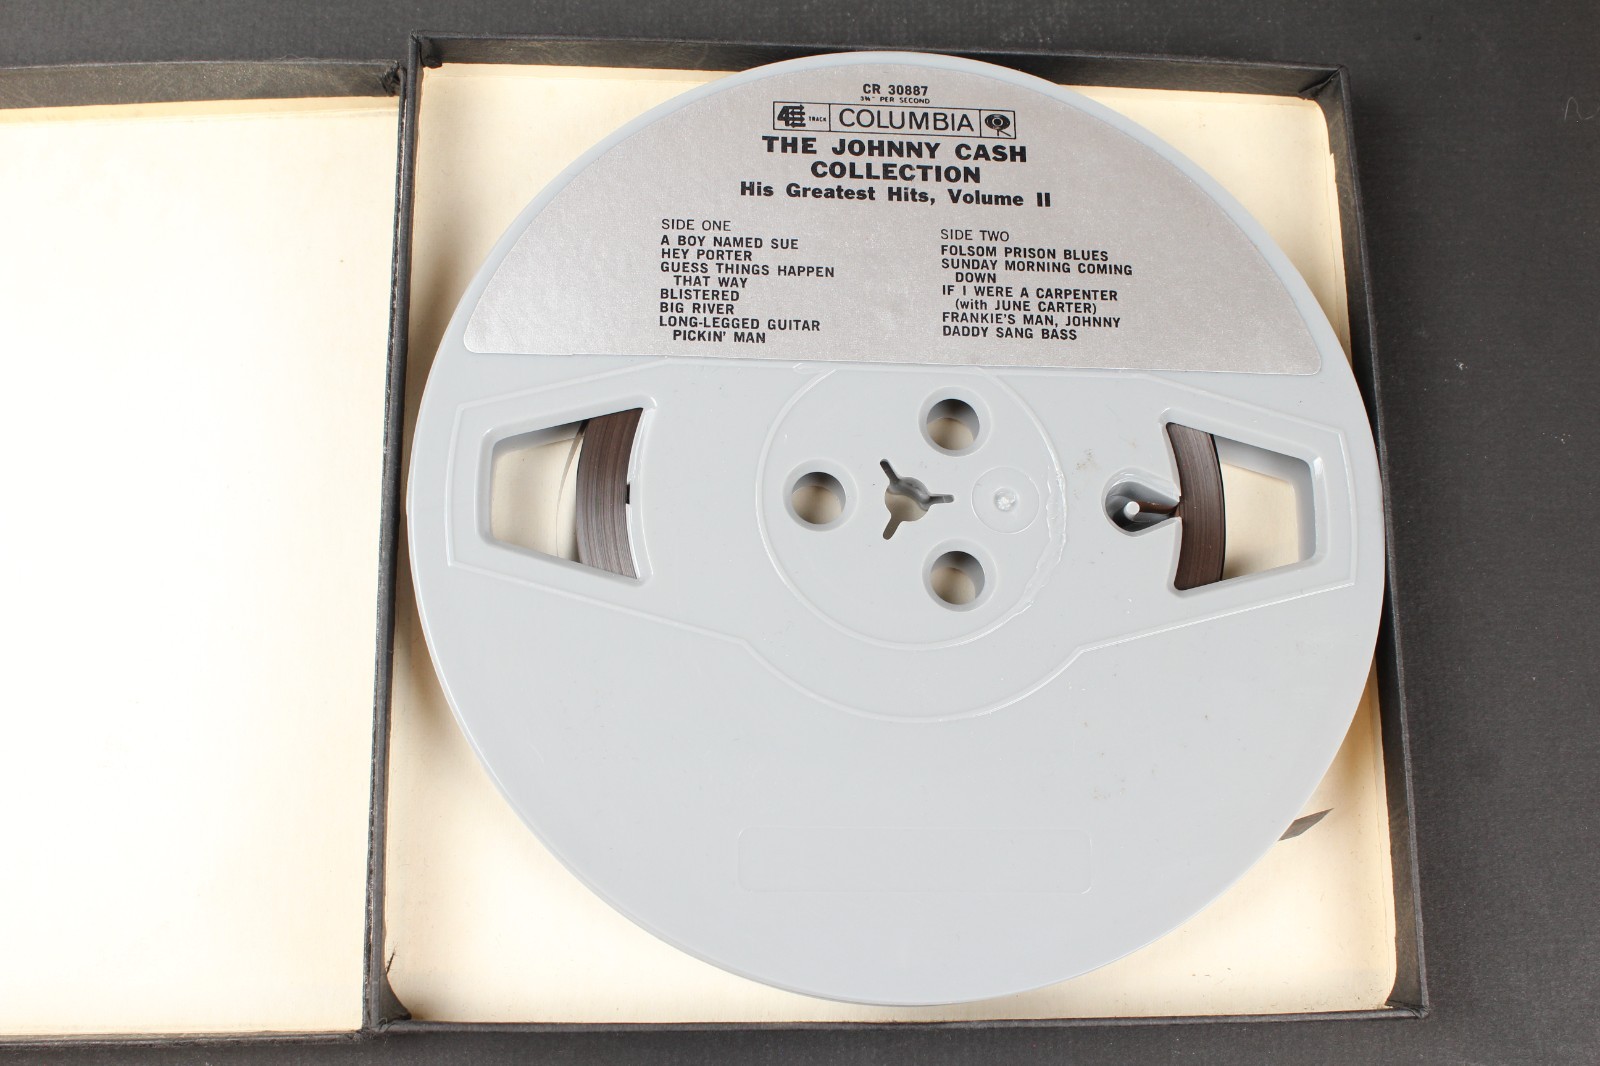 CR 30887
3¾" PER SECOND
4 TRACK COLUMBIA
THE JOHNNY CASH
COLLECTION
His Greatest Hits, Volume II
SIDE ONE
A BOY NAMED SUE
HEY PORTER
GUESS THINGS HAPPEN
THAT WAY
BLISTERED
BIG RIVER
LONG-LEGGED GUITAR
PICKIN' MAN
SIDE TWO
FOLSOM PRISON BLUES
SUNDAY MORNING COMING
DOWN
IF I WERE A CARPENTER
(with JUNE CARTER)
FRANKIE'S MAN, JOHNNY
DADDY SANG BASS